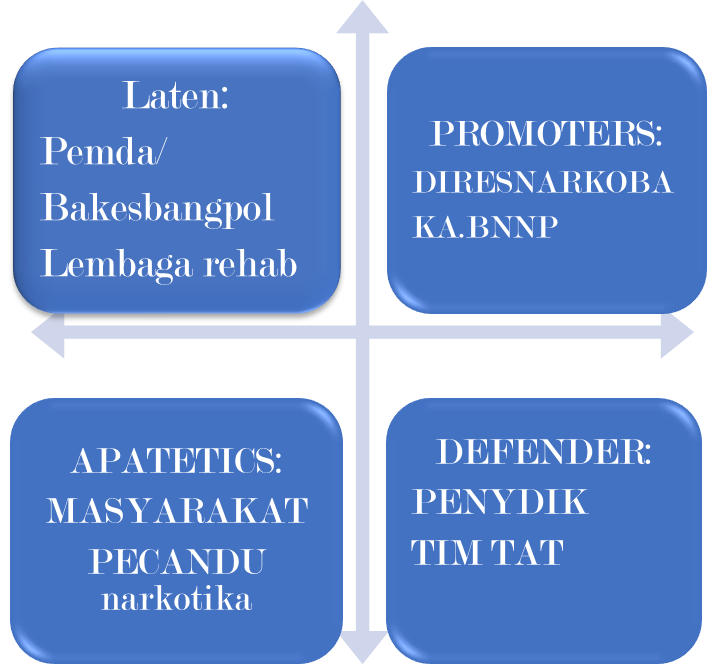 Laten:
Pemda/
Bakesbangpol
Lembaga rehab
PROMOTERS:
DIRESNARKOBA
KA.BNNP
APATETICS:
MASYARAKAT
PECANDU
narkotika
DEFENDER:
PENYDIK
TIM TAT